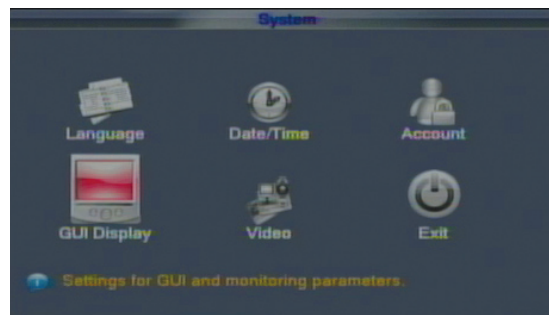 System
Language Date/Time Account
GUI Display Video Exit
Settings for GUI and monitoring parameters.